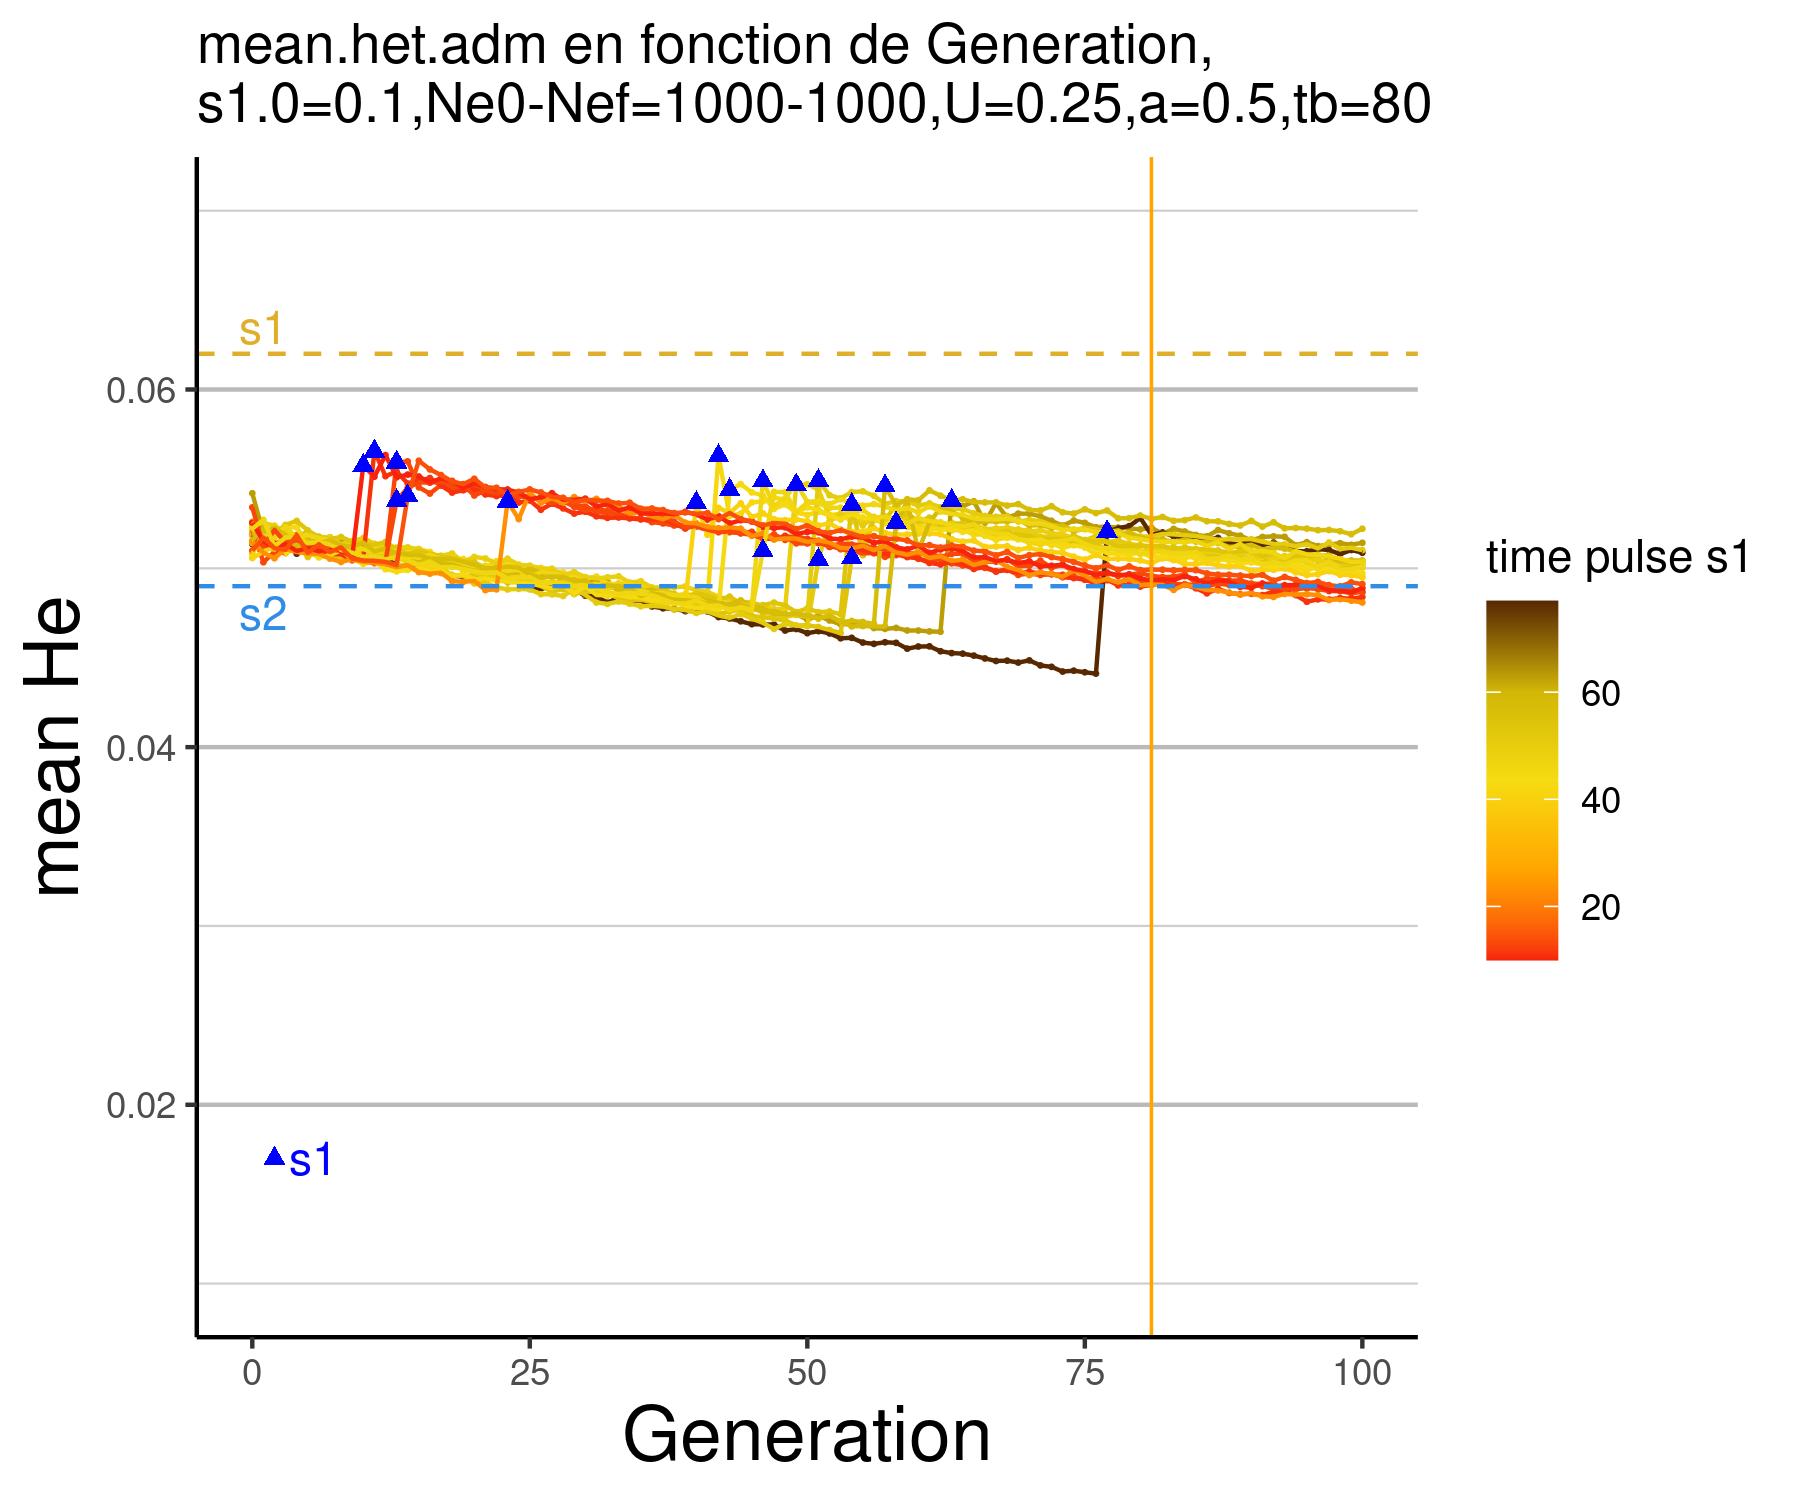 mean.het.adm en fonction de Generation,
s1.0=0.1,Ne0-Nef=1000-1000,U=0.25,a=0.5,tb=80
s1
0.06
s2
mean He
0.04
0.02
s1
0 25 50 75 100
Generation
time pulse s1
60
40
20